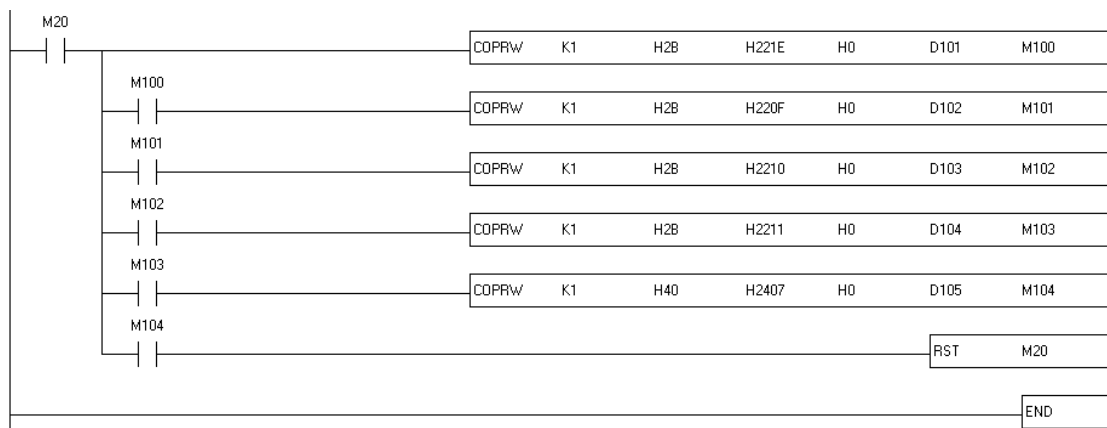 M20
COPRW K1 H2B H221E H0 D101 M100
M100
COPRW K1 H2B H220F H0 D102 M101
M101
COPRW K1 H2B H2210 H0 D103 M102
M102
COPRW K1 H2B H2211 H0 D104 M103
M103
COPRW K1 H40 H2407 H0 D105 M104
M104
RST M20
END